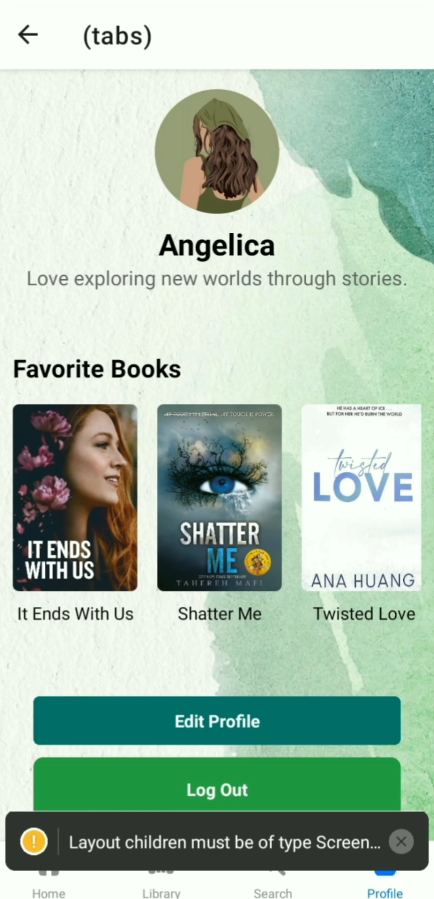 (tabs)
Angelica
Love exploring new worlds through stories.
Favorite Books
IT ENDS
WITH US
SHATTER
ME
TAHEREH MAFI
HE HAS A HEART OF ICE . . .
BUT FOR HER, HE'D BURN THE WORLD
twisted
LOVE
ANA HUANG
It Ends With Us
Shatter Me
Twisted Love
Edit Profile
Log Out
Layout children must be of type Screen...
Home
Library
Search
Profile